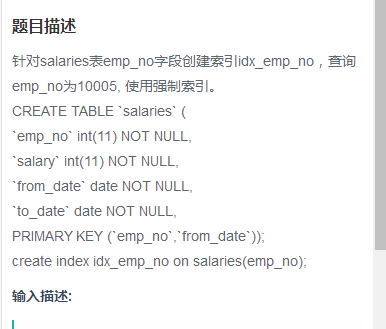 题目描述
针对salaries表emp_no字段创建索引idx_emp_no，查询
emp_no为10005, 使用强制索引。
CREATE TABLE `salaries` (
`emp_no` int(11) NOT NULL,
`salary` int(11) NOT NULL,
`from_date` date NOT NULL,
`to_date` date NOT NULL,
PRIMARY KEY (`emp_no`,`from_date`));
create index idx_emp_no on salaries(emp_no);
输入描述: